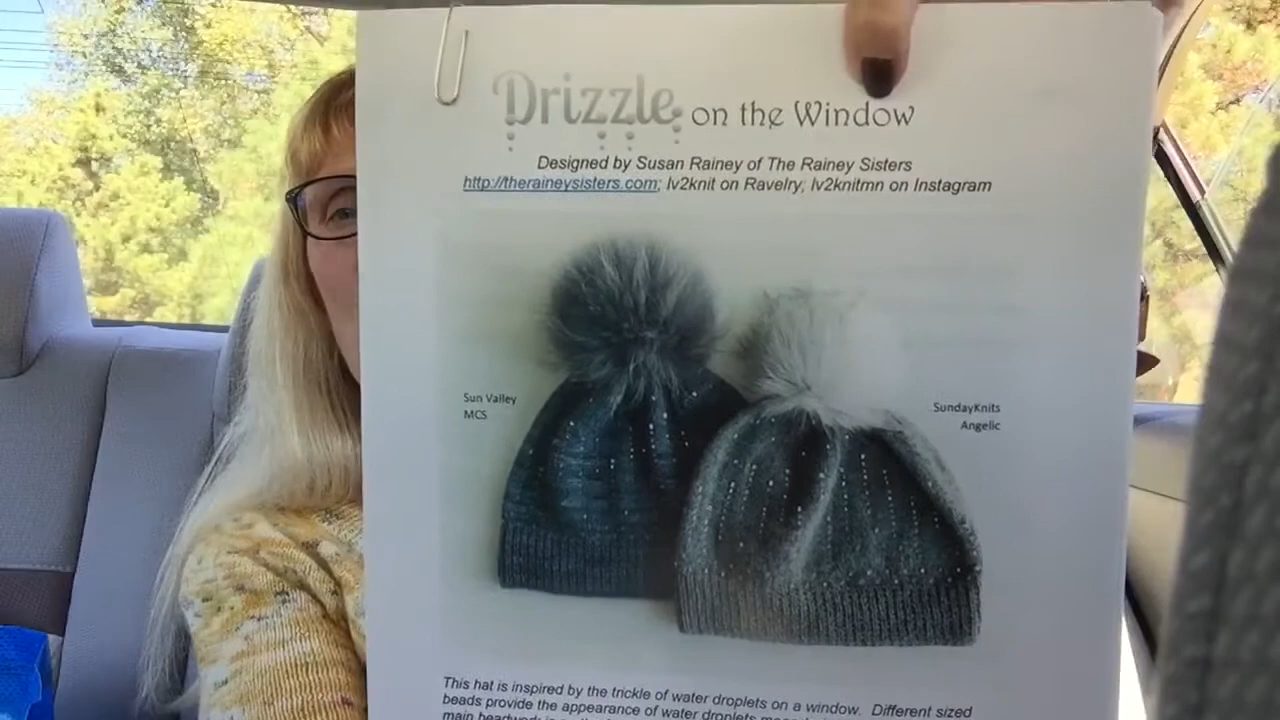 Drizzle on the Window
Designed by Susan Rainey of The Rainey Sisters
http://theraineysisters.com; lv2knit on Ravelry; lv2knitmn on Instagram
Sun Valley
MCS
SundayKnits
Angelic
This hat is inspired by the trickle of water droplets on a window. Different sized
beads provide the appearance of water droplets
main beadwork